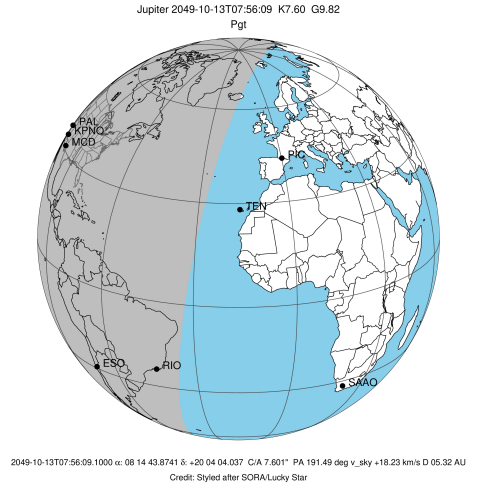 Jupiter 2049-10-13T07:56:09 K7.60 G9.82
Pgt
PAL
KPNO
MCD
PIC
TEN
ESO
RIO
SAAO
2049-10-13T07:56:09.1000 α: 08 14 43.8741 δ: +20 04 04.037 C/A 7.601" PA 191.49 deg v_sky +18.23 km/s D 05.32 AU
Credit: Styled after SORA/Lucky Star